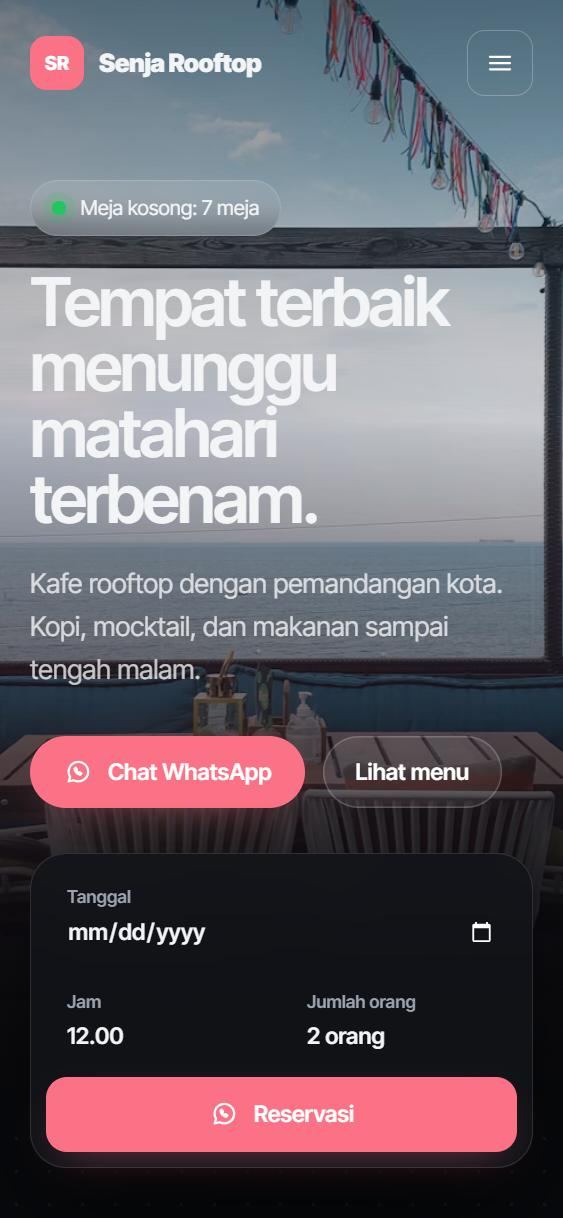 SR
Senja Rooftop
Meja kosong: 7 meja
Tempat terbaik
menunggu
matahari
terbenam.
Kafe rooftop dengan pemandangan kota.
Kopi, mocktail, dan makanan sampai
tengah malam.
Chat WhatsApp
Lihat menu
Tanggal
mm/dd/yyyy
Jam
Jumlah orang
12.00
2 orang
Reservasi